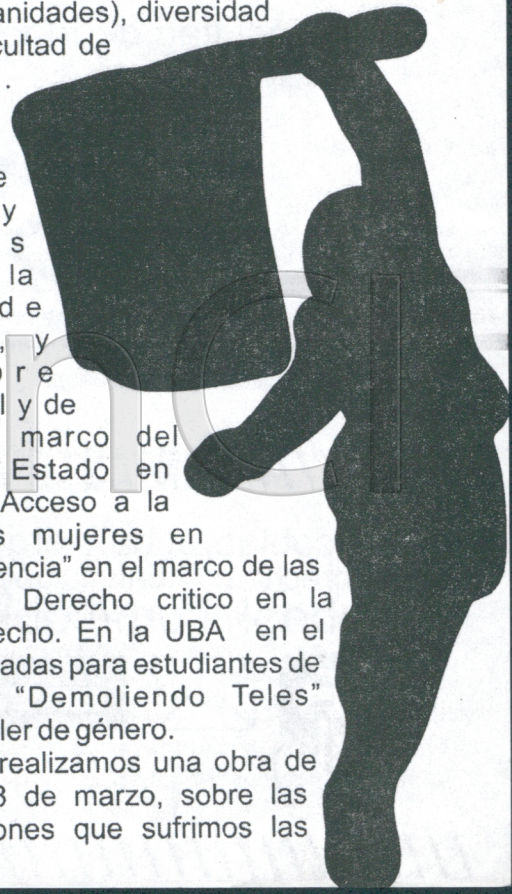 anidades), diversidad
cultad de
.
e
y
s
la
d e
, y
r e
l y de
marco del
Estado en
Acceso a la
s mujeres en
encia" en el marco de las
Derecho critico en la
echo. En la UBA en el
adas para estudiantes de
"Demoliendo Teles"
ler de género.
realizamos una obra de
de marzo, sobre las
ones que sufrimos las